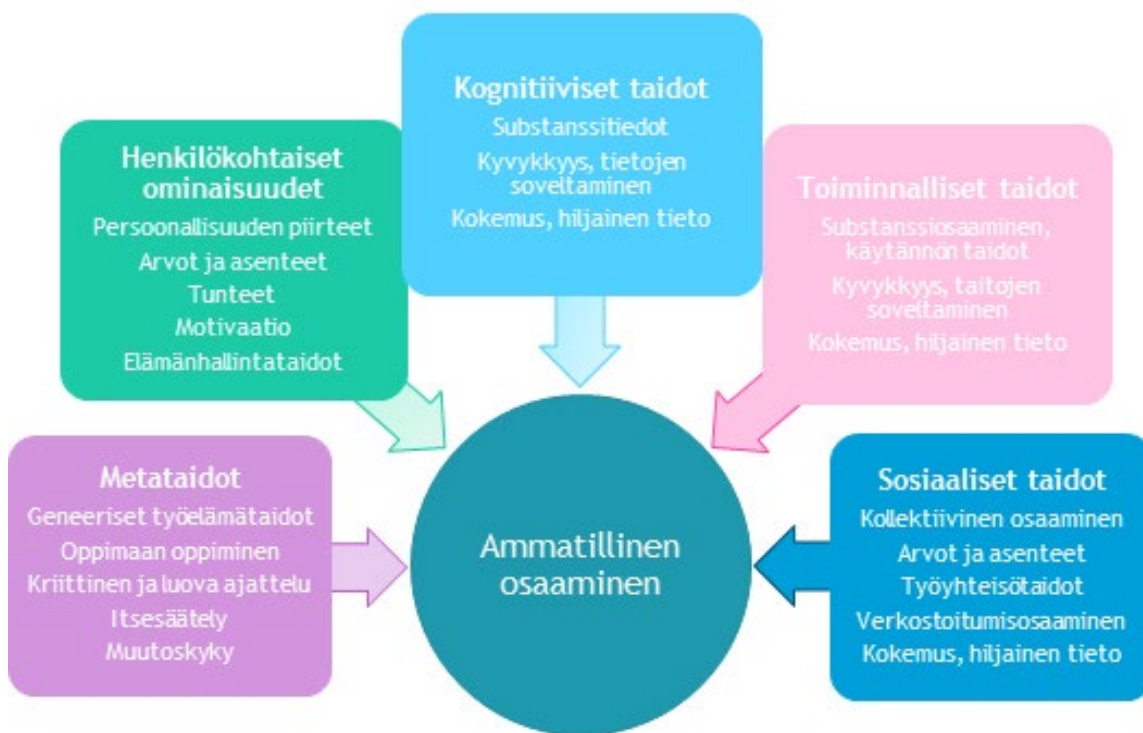 Kognitiiviset taidot
Substanssitiedot
Kyvykkyys, tietojen
soveltaminen
Kokemus, hiljainen tieto
Henkilökohtaiset
ominaisuudet
Persoonallisuuden piirteet
Arvot ja asenteet
Tunteet
Motivaatio
Elämänhallintataidot
Toiminnalliset taidot
Substanssiosaaminen,
käytännön taidot
Kyvykkyys, taitojen
soveltaminen
Kokemus, hiljainen tieto
Metataidot
Geneeriset työelämätaidot
Oppimaan oppiminen
Kriittinen ja luova ajattelu
Itsesäätely
Muutoskyky
Ammatillinen
osaaminen
Sosiaaliset taidot
Kollektiivinen osaaminen
Arvot ja asenteet
Työyhteisötaidot
Verkostoitumisosaaminen
Kokemus, hiljainen tieto